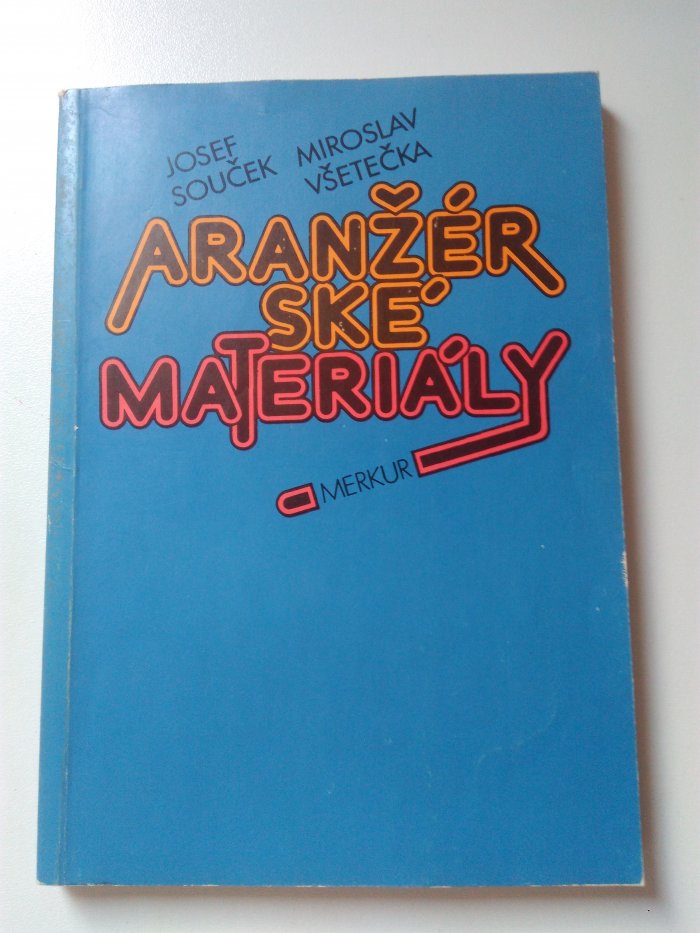 JOSEF
SOUČEK
MIROSLAV
VŠETEČKA
ARANŽÉR
SKÉ
MATERIÁLY
MERKUR